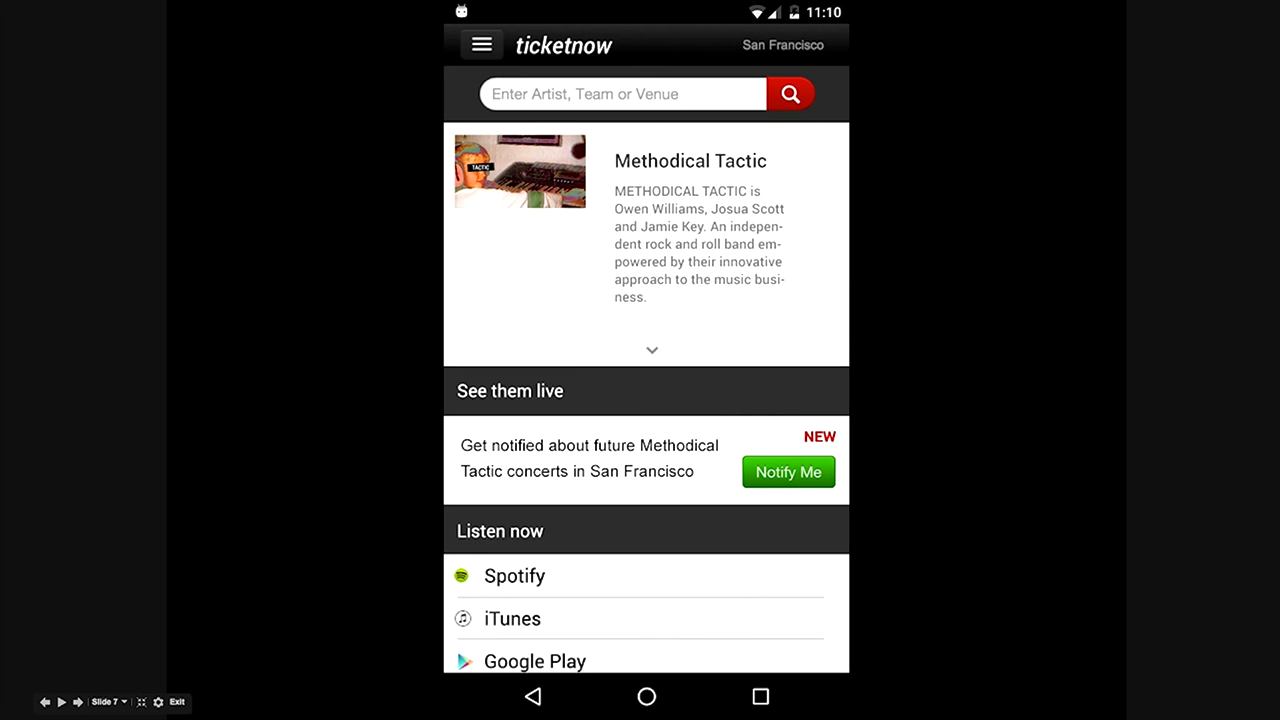 11:10
ticketnow
San Francisco
Enter Artist, Team or Venue
TACTIC
Methodical Tactic
METHODICAL TACTIC is
Owen Williams, Josua Scott
and Jamie Key. An indepen-
dent rock and roll band em-
powered by their innovative
approach to the music busi-
ness.
See them live
Get notified about future Methodical
Tactic concerts in San Francisco
NEW
Notify Me
Listen now
Spotify
iTunes
Google Play
Slide 7
Exit